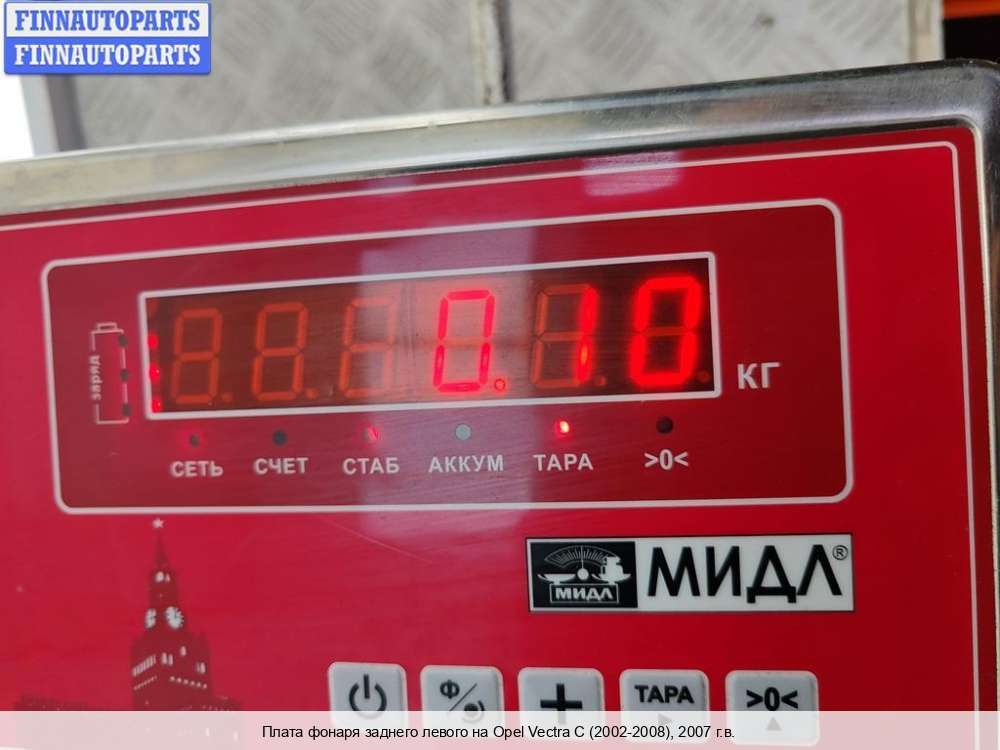 FINNAUTOPARTS
FINNAUTOPARTS
заряд
0.10 КГ
СЕТЬ СЧЕТ СТАБ АККУМ ТАРА >0<
МИДЛ МИДЛ®
Ф ТАРА >0<
Плата фонаря заднего левого на Opel Vectra C (2002-2008), 2007 г.в.